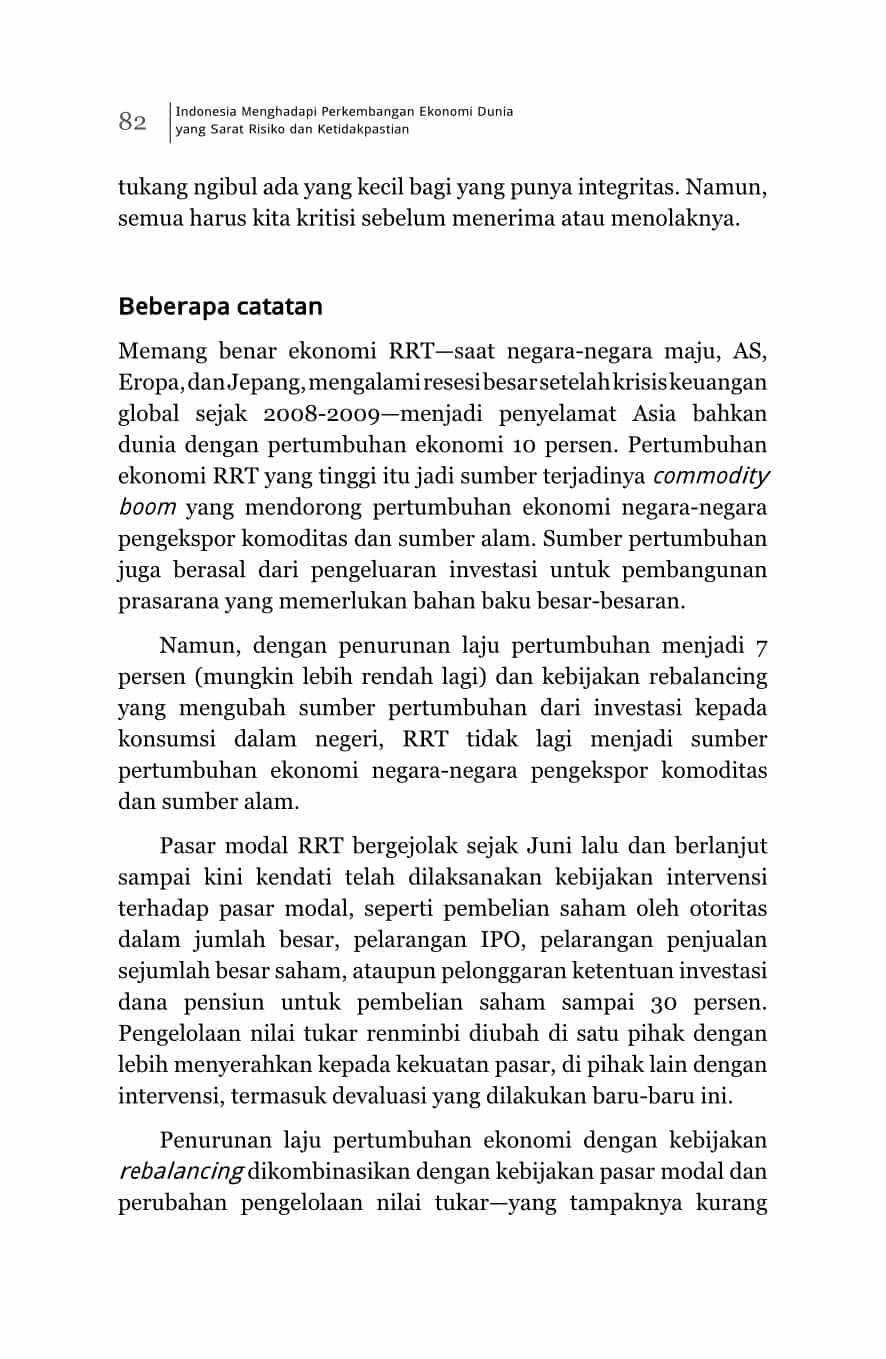 82
Indonesia Menghadapi Perkembangan Ekonomi Dunia
yang Sarat Risiko dan Ketidakpastian
tukang ngibul ada yang kecil bagi yang punya integritas. Namun,
semua harus kita kritisi sebelum menerima atau menolaknya.
Beberapa catatan
Memang benar ekonomi RRT—saat negara-negara maju, AS,
Eropa, dan Jepang, mengalami resesi besar setelah krisis keuangan
global sejak 2008-2009—menjadi penyelamat Asia bahkan
dunia dengan pertumbuhan ekonomi 10 persen. Pertumbuhan
ekonomi RRT yang tinggi itu jadi sumber terjadinya commodity
boom yang mendorong pertumbuhan ekonomi negara-negara
pengekspor komoditas dan sumber alam. Sumber pertumbuhan
juga berasal dari pengeluaran investasi untuk pembangunan
prasarana yang memerlukan bahan baku besar-besaran.
Namun, dengan penurunan laju pertumbuhan menjadi 7
persen (mungkin lebih rendah lagi) dan kebijakan rebalancing
yang mengubah sumber pertumbuhan dari investasi kepada
konsumsi dalam negeri, RRT tidak lagi menjadi sumber
pertumbuhan ekonomi negara-negara pengekspor komoditas
dan sumber alam.
Pasar modal RRT bergejolak sejak Juni lalu dan berlanjut
sampai kini kendati telah dilaksanakan kebijakan intervensi
terhadap pasar modal, seperti pembelian saham oleh otoritas
dalam jumlah besar, pelarangan IPO, pelarangan penjualan
sejumlah besar saham, ataupun pelonggaran ketentuan investasi
dana pensiun untuk pembelian saham sampai 30 persen.
Pengelolaan nilai tukar renminbi diubah di satu pihak dengan
lebih menyerahkan kepada kekuatan pasar, di pihak lain dengan
intervensi, termasuk devaluasi yang dilakukan baru-baru ini.
Penurunan laju pertumbuhan ekonomi dengan kebijakan
rebalancing dikombinasikan dengan kebijakan pasar modal dan
perubahan pengelolaan nilai tukar—yang tampaknya kurang